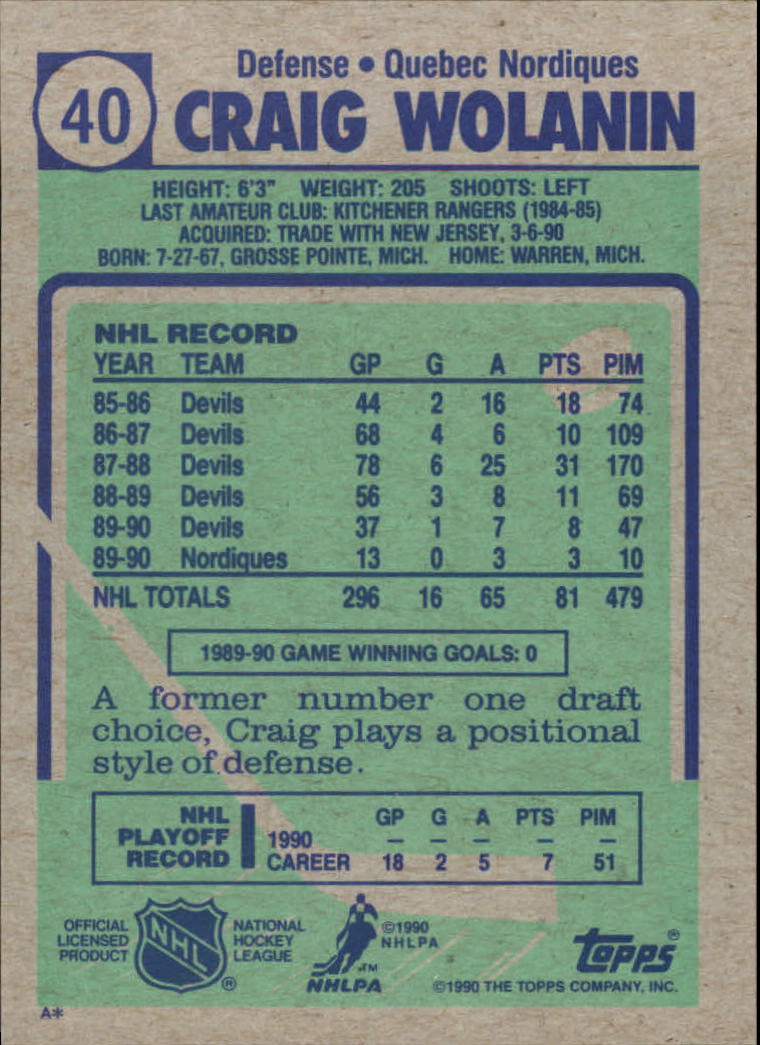 40
Defense • Quebec Nordiques
CRAIG WOLANIN
HEIGHT: 6'3" WEIGHT: 205 SHOOTS: LEFT
LAST AMATEUR CLUB: KITCHENER RANGERS (1984-85)
ACQUIRED: TRADE WITH NEW JERSEY, 3-6-90
BORN: 7-27-67, GROSSE POINTE, MICH. HOME: WARREN, MICH.
NHL RECORD
YEAR TEAM GP G A PTS PIM
85-86 Devils 44 2 16 18 74
86-87 Devils 68 4 6 10 109
87-88 Devils 78 6 25 31 170
88-89 Devils 56 3 8 11 69
89-90 Devils 37 1 7 8 47
89-90 Nordiques 13 0 3 3 10
NHL TOTALS 296 16 65 81 479
1989-90 GAME WINNING GOALS: 0
A former number one draft
choice, Craig plays a positional
style of defense.
NHL PLAYOFF RECORD
GP G A PTS PIM
1990 – – – – –
CAREER 18 2 5 7 51
OFFICIAL
LICENSED
PRODUCT
NHL
®
NATIONAL
HOCKEY
LEAGUE
©1990
NHLPA
TM
NHLPA
topps®
©1990 THE TOPPS COMPANY, INC.
A*